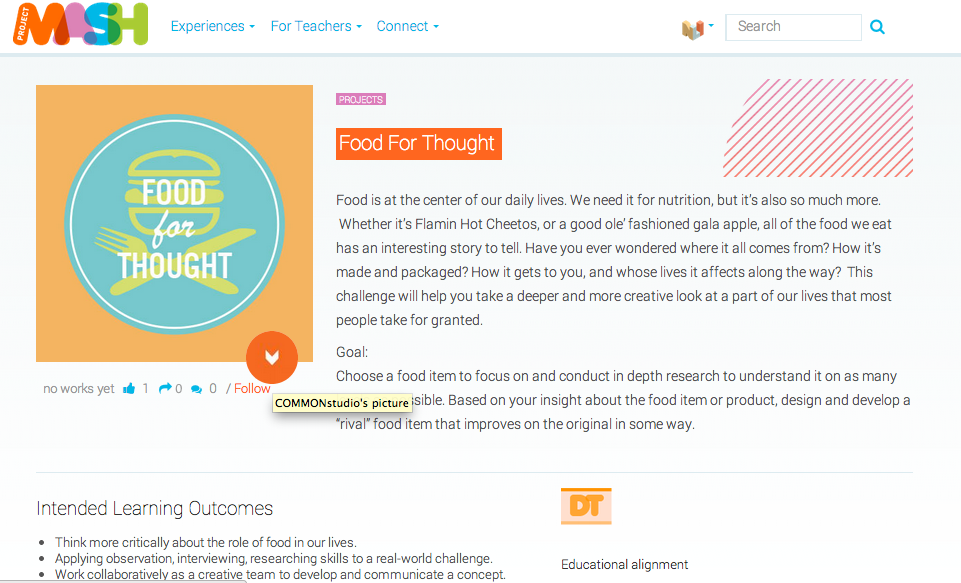 PROJECT MASH
Experiences For Teachers Connect
Search
PROJECTS
Food For Thought
FOOD
for
THOUGHT
Food is at the center of our daily lives. We need it for nutrition, but it's also so much more.
Whether it's Flamin Hot Cheetos, or a good ole' fashioned gala apple, all of the food we eat
has an interesting story to tell. Have you ever wondered where it all comes from? How it's
made and packaged? How it gets to you, and whose lives it affects along the way? This
challenge will help you take a deeper and more creative look at a part of our lives that most
people take for granted.
Goal:
Choose a food item to focus on and conduct in depth research to understand it on as many
ssible. Based on your insight about the food item or product, design and develop a
“rival” food item that improves on the original in some way.
no works yet 1 0 0 / Follow
COMMONstudio's picture
Intended Learning Outcomes
• Think more critically about the role of food in our lives.
• Applying observation, interviewing, researching skills to a real-world challenge.
• Work collaboratively as a creative team to develop and communicate a concept.
DT
Educational alignment